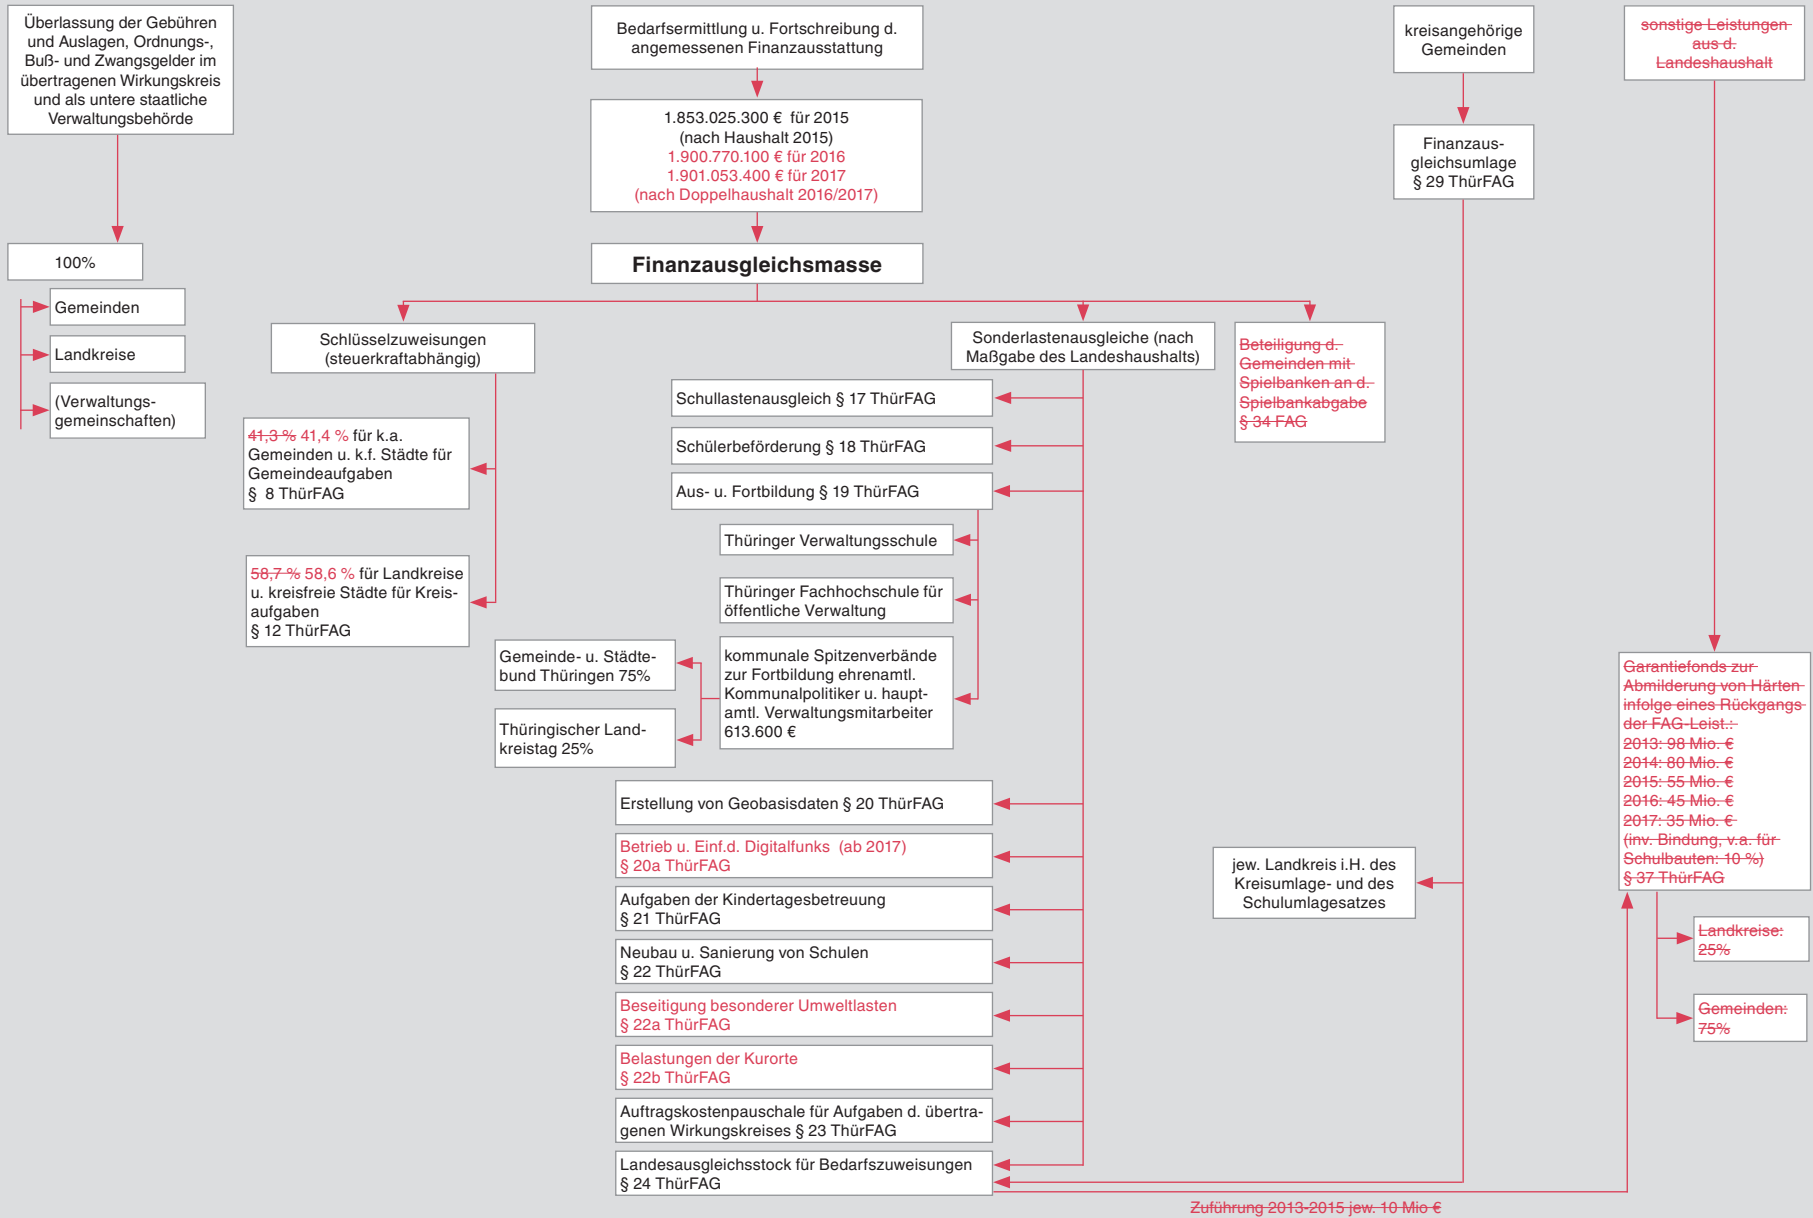 Überlassung der Gebühren
und Auslagen, Ordnungs-,
Buß- und Zwangsgelder im
übertragenen Wirkungskreis
und als untere staatliche
Verwaltungsbehörde
100%
Gemeinden
Landkreise
(Verwaltungs-
gemeinschaften)
Bedarfsermittlung u. Fortschreibung d.
angemessenen Finanzausstattung
1.853.025.300 € für 2015
(nach Haushalt 2015)
1.900.770.100 € für 2016
1.901.053.400 € für 2017
(nach Doppelhaushalt 2016/2017)
Finanzausgleichsmasse
Schlüsselzuweisungen
(steuerkraftabhängig)
41,3 % 41,4 % für k.a.
Gemeinden u. k.f. Städte für
Gemeindeaufgaben
§ 8 ThürFAG
58,7 % 58,6 % für Landkreise
u. kreisfreie Städte für Kreis-
aufgaben
§ 12 ThürFAG
Sonderlastenausgleiche (nach
Maßgabe des Landeshaushalts)
Schullastenausgleich § 17 ThürFAG
Schülerbeförderung § 18 ThürFAG
Aus- u. Fortbildung § 19 ThürFAG
Thüringer Verwaltungsschule
Thüringer Fachhochschule für
öffentliche Verwaltung
kommunale Spitzenverbände
zur Fortbildung ehrenamtl.
Kommunalpolitiker u. haupt-
amtl. Verwaltungsmitarbeiter
613.600 €
Gemeinde- u. Städte-
bund Thüringen 75%
Thüringischer Land-
kreistag 25%
Erstellung von Geobasisdaten § 20 ThürFAG
Betrieb u. Einf.d. Digitalfunks (ab 2017)
§ 20a ThürFAG
Aufgaben der Kindertagesbetreuung
§ 21 ThürFAG
Neubau u. Sanierung von Schulen
§ 22 ThürFAG
Beseitigung besonderer Umweltlasten
§ 22a ThürFAG
Belastungen der Kurorte
§ 22b ThürFAG
Auftragskostenpauschale für Aufgaben d. übertra-
genen Wirkungskreises § 23 ThürFAG
Landesausgleichsstock für Bedarfszuweisungen
§ 24 ThürFAG
Beteiligung d.
Gemeinden mit
Spielbanken an d.
Spielbankabgabe
§ 34 FAG
kreisangehörige
Gemeinden
Finanzaus-
gleichsumlage
§ 29 ThürFAG
jew. Landkreis i.H. des
Kreisumlage- und des
Schulumlagesatzes
sonstige Leistungen
aus d.
Landeshaushalt
Garantiefonds zur
Abmilderung von Härten
infolge eines Rückgangs
der FAG-Leist.:
2013: 98 Mio. €
2014: 80 Mio. €
2015: 55 Mio. €
2016: 45 Mio. €
2017: 35 Mio. €
(inv. Bindung, v.a. für
Schulbauten: 10 %)
§ 37 ThürFAG
Landkreise:
25%
Gemeinden:
75%
Zuführung 2013-2015 jew. 10 Mio €